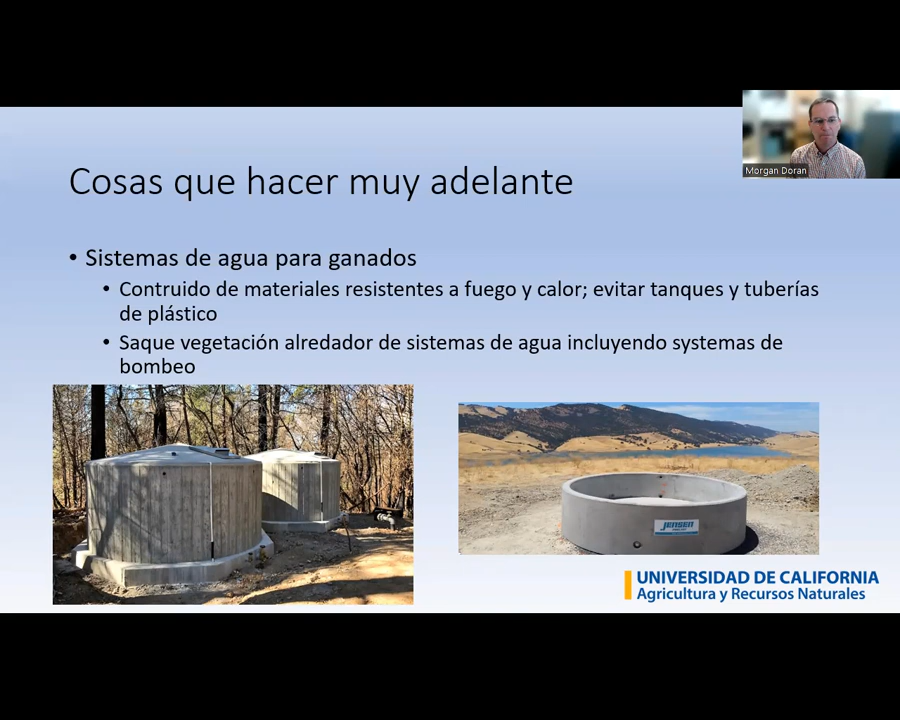 Morgan Doran
Cosas que hacer muy adelante
• Sistemas de agua para ganados
• Contruido de materiales resistentes a fuego y calor; evitar tanques y tuberías
de plástico
• Saque vegetación alredador de sistemas de agua incluyendo systemas de
bombeo
JENSEN
UNIVERSIDAD DE CALIFORNIA
Agricultura y Recursos Naturales